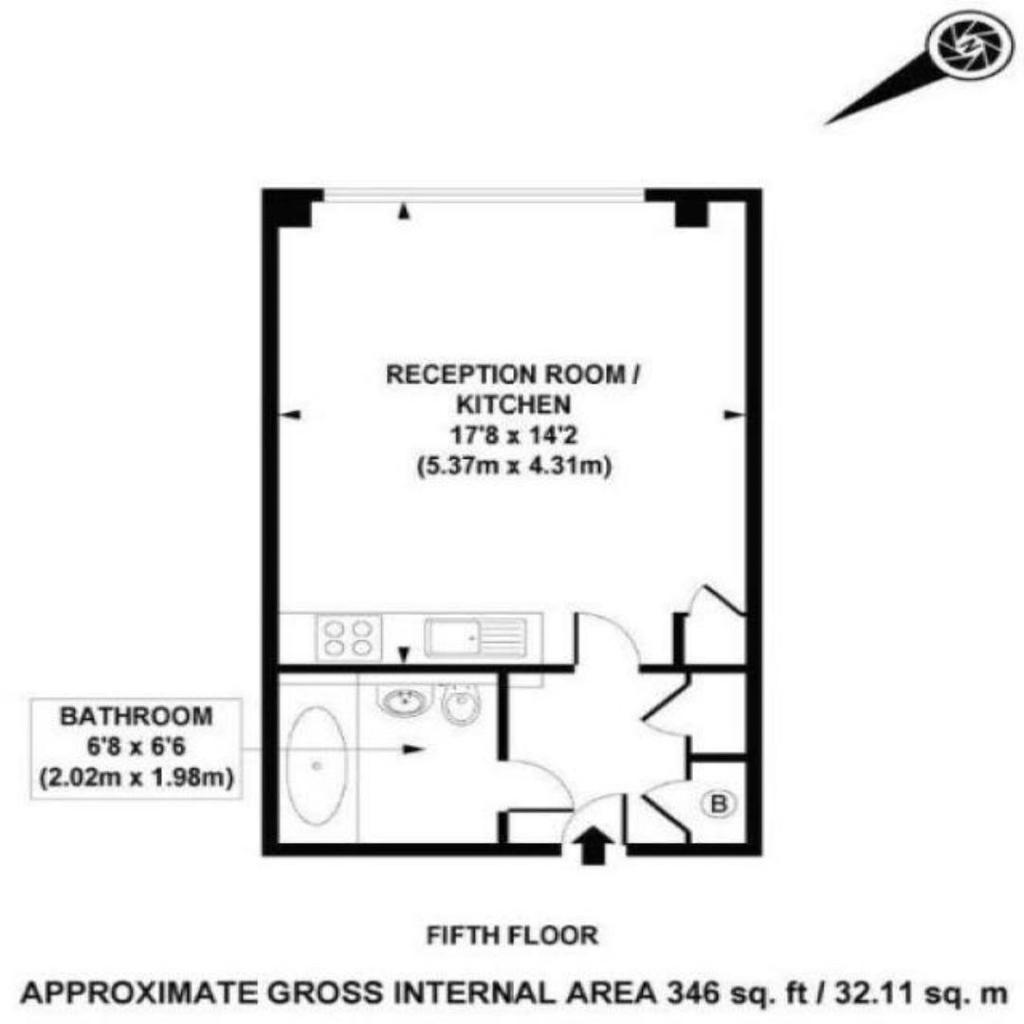 RECEPTION ROOM /
KITCHEN
17'8 x 14'2
(5.37m x 4.31m)
BATHROOM
6'8 x 6'6
(2.02m x 1.98m)
B
FIFTH FLOOR
APPROXIMATE GROSS INTERNAL AREA 346 sq. ft / 32.11 sq. m